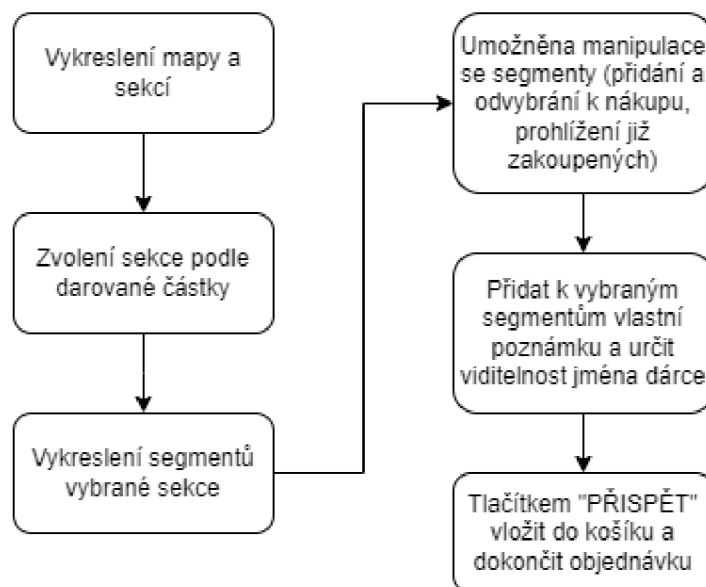 Vykreslení mapy a
sekcí
Zvolení sekce podle
darované částky
Vykreslení segmentů
vybrané sekce
Umožněna manipulace
se segmenty (přidání a
odvybrání k nákupu,
prohlížení již
zakoupených)
Přidat k vybraným
segmentům vlastní
poznámku a určit
viditelnost jména dárce
Tlačítkem "PŘISPĚT"
vložit do košíku a
dokončit objednávku